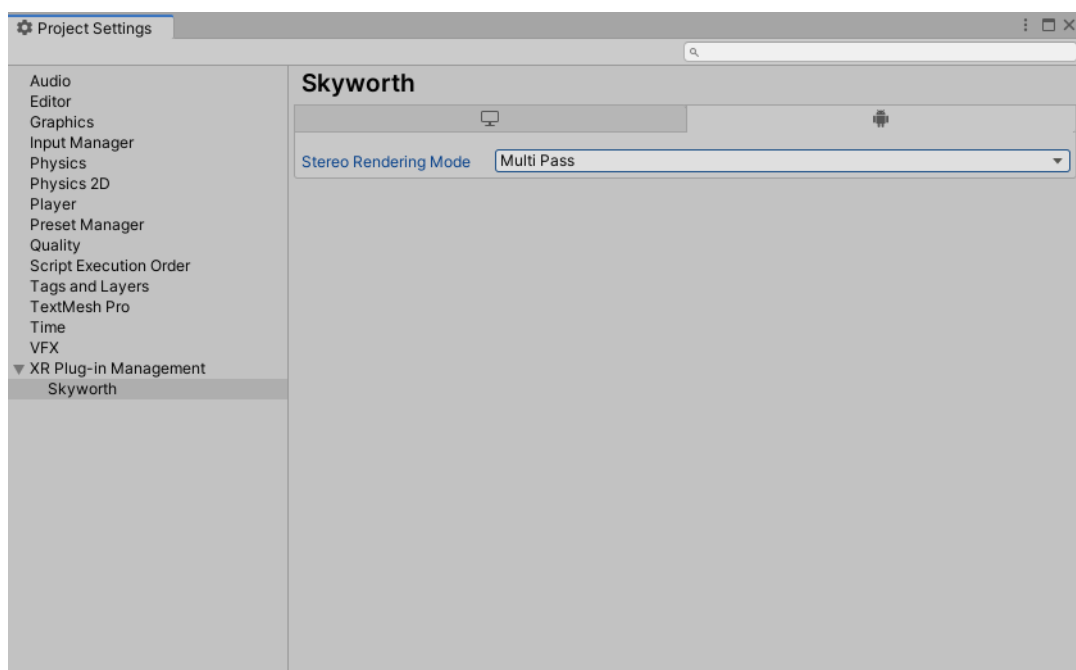 Project Settings
Audio
Editor
Graphics
Input Manager
Physics
Physics 2D
Player
Preset Manager
Quality
Script Execution Order
Tags and Layers
TextMesh Pro
Time
VFX
XR Plug-in Management
Skyworth
Skyworth
Stereo Rendering Mode Multi Pass